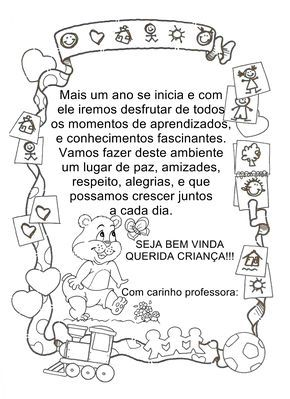 Mais um ano se inicia e com
ele iremos desfrutar de todos
os momentos de aprendizados,
e conhecimentos fascinantes.
Vamos fazer deste ambiente
um lugar de paz, amizades,
respeito, alegrias, e que
possamos crescer juntos
a cada dia.
SEJA BEM VINDA
QUERIDA CRIANÇA!!!
Com carinho professora: